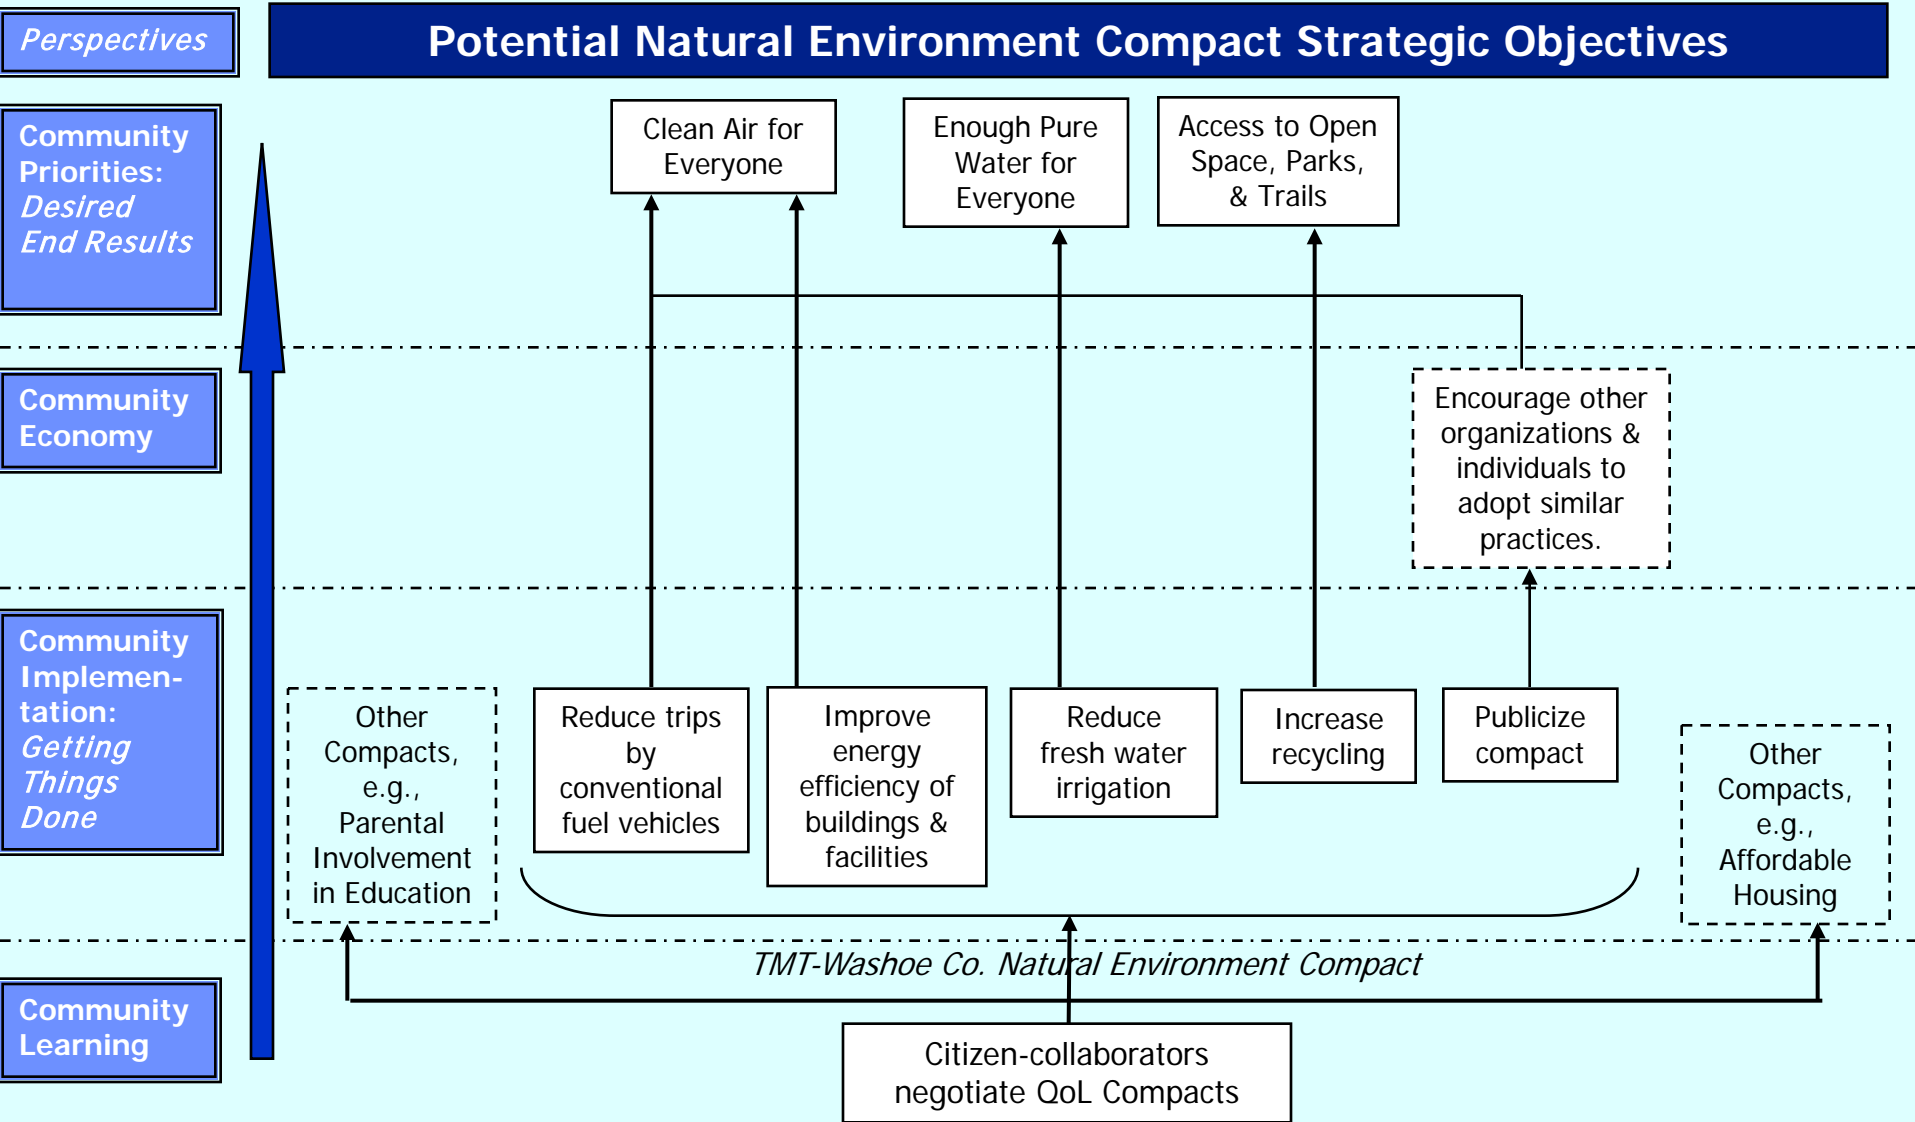 Perspectives
Potential Natural Environment Compact Strategic Objectives
Community
Priorities:
Desired
End Results
Clean Air for
Everyone
Enough Pure
Water for
Everyone
Access to Open
Space, Parks,
& Trails
Community
Economy
Encourage other
organizations &
individuals to
adopt similar
practices.
Community
Implemen-
tation:
Getting
Things
Done
Other
Compacts,
e.g.,
Parental
Involvement
in Education
Reduce trips
by
conventional
fuel vehicles
Improve
energy
efficiency of
buildings &
facilities
Reduce
fresh water
irrigation
Increase
recycling
Publicize
compact
Other
Compacts,
e.g.,
Affordable
Housing
TMT-Washoe Co. Natural Environment Compact
Community
Learning
Citizen-collaborators
negotiate QoL Compacts